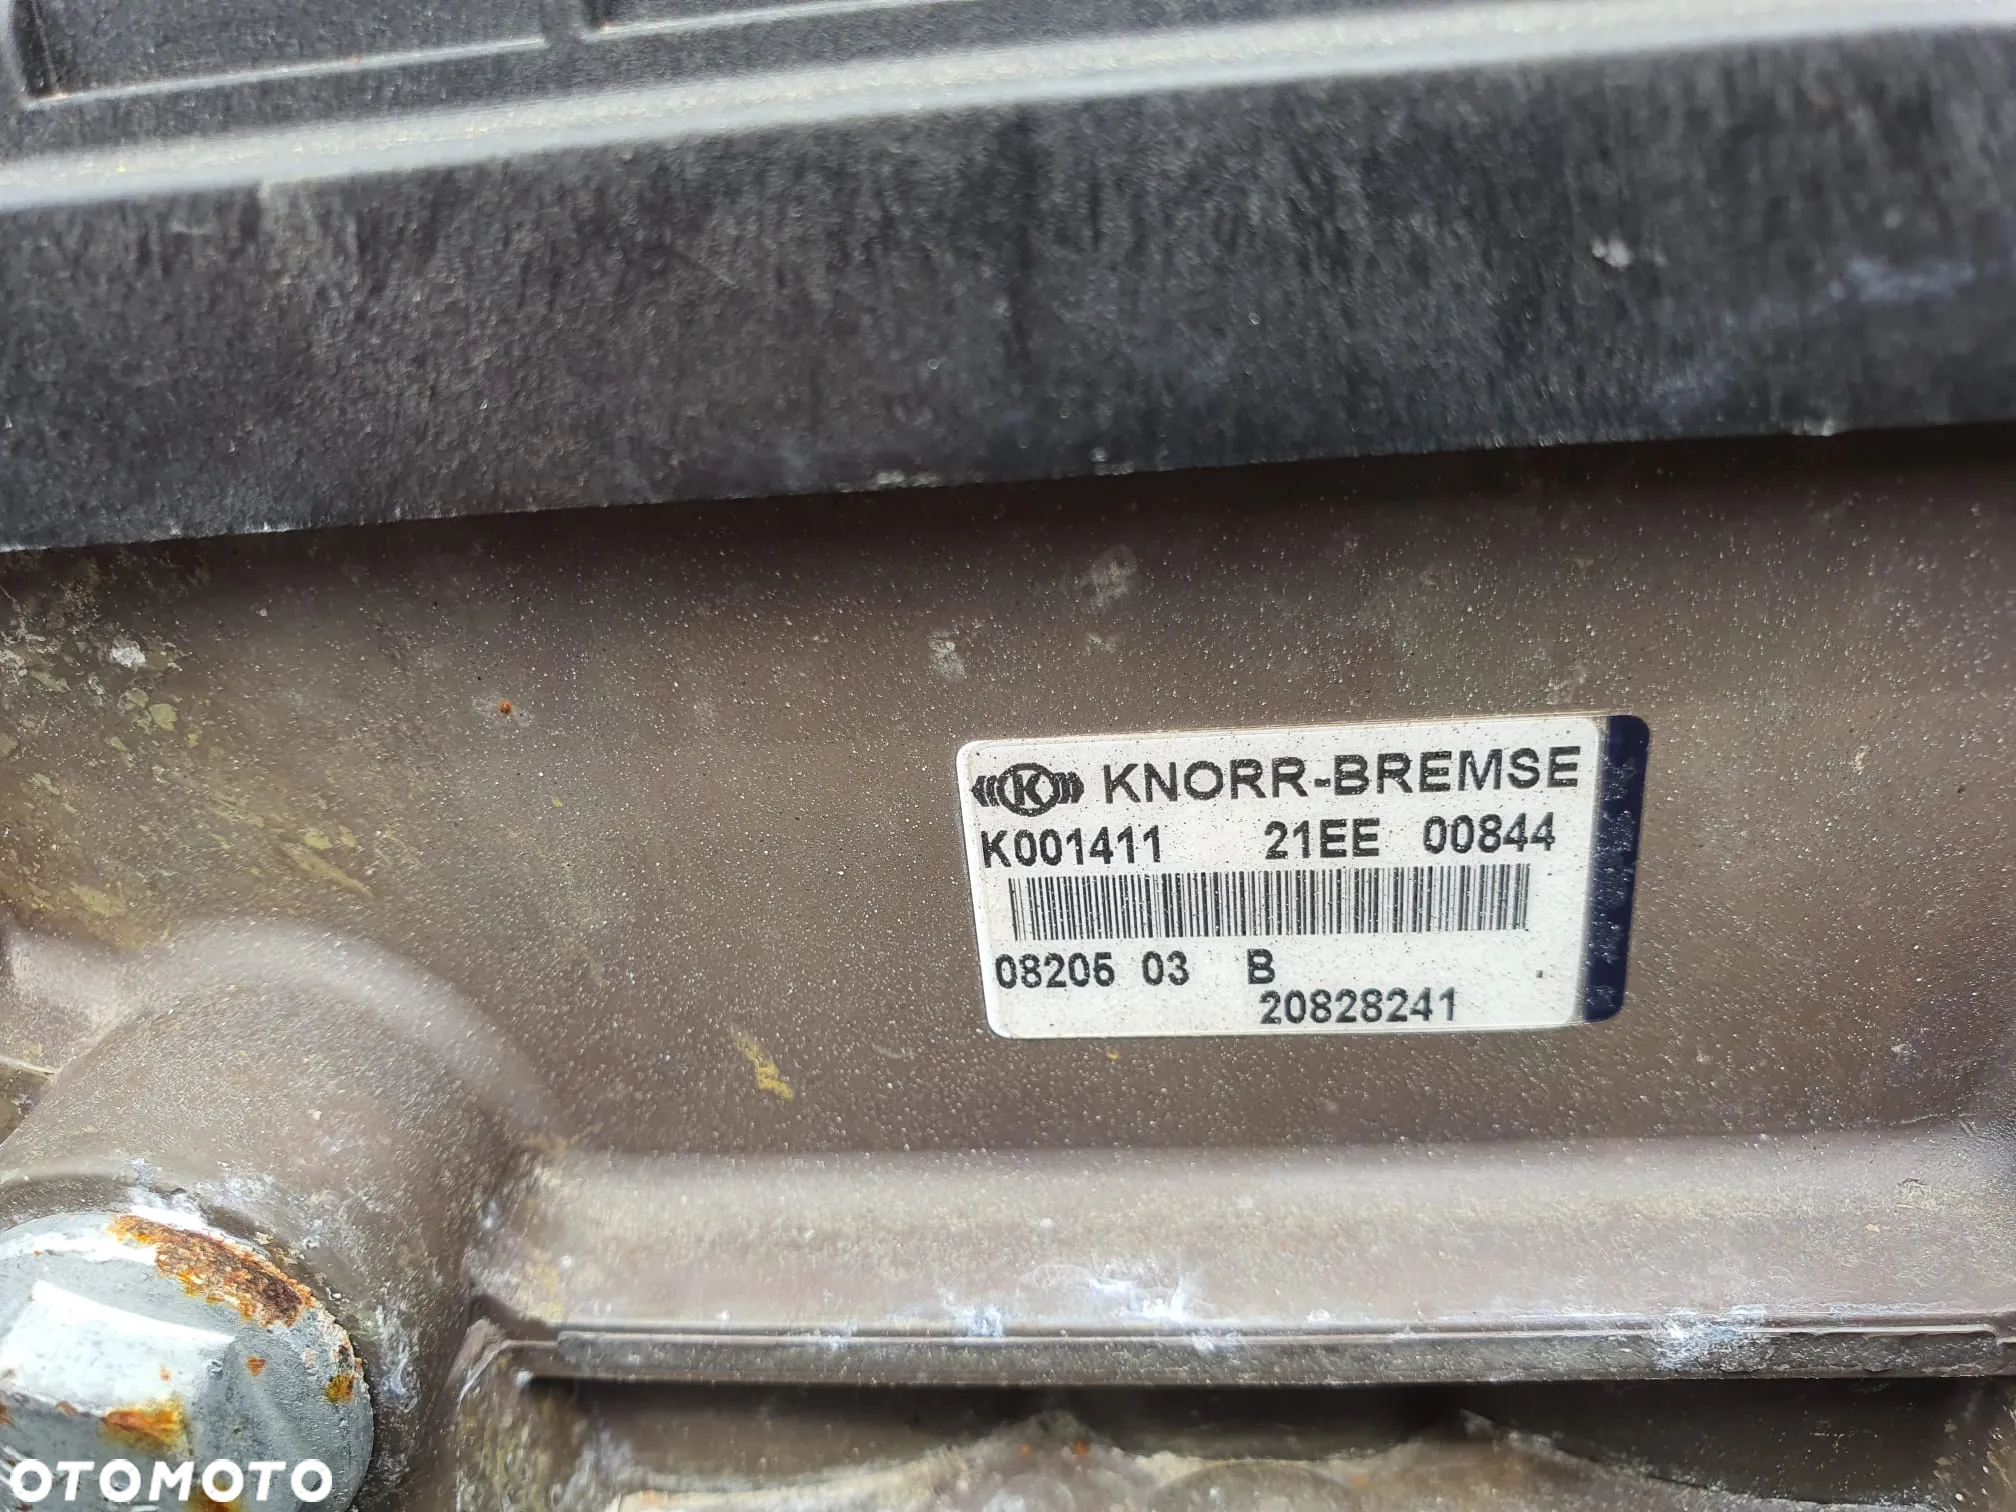 K KNORR-BREMSE
K001411 21EE 00844
08205 03 B
20828241
OTOMOTO